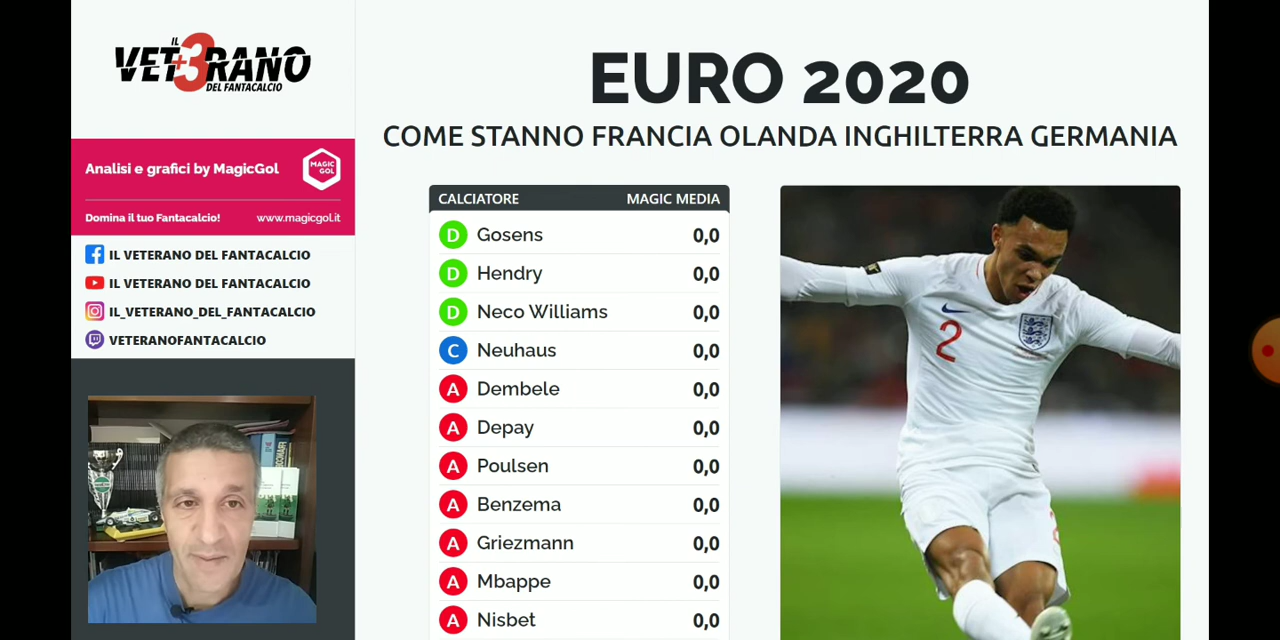 IL
VET+3RANO
DEL FANTACALCIO
Analisi e grafici by MagicGol
MAGIC
GOL
Domina il tuo Fantacalcio! www.magicgol.it
IL VETERANO DEL FANTACALCIO
IL VETERANO DEL FANTACALCIO
IL_VETERANO_DEL_FANTACALCIO
VETERANOFANTACALCIO
EURO 2020
COME STANNO FRANCIA OLANDA INGHILTERRA GERMANIA
CALCIATORE MAGIC MEDIA
D Gosens 0,0
D Hendry 0,0
D Neco Williams 0,0
C Neuhaus 0,0
A Dembele 0,0
A Depay 0,0
A Poulsen 0,0
A Benzema 0,0
A Griezmann 0,0
A Mbappe 0,0
A Nisbet 0,0
2